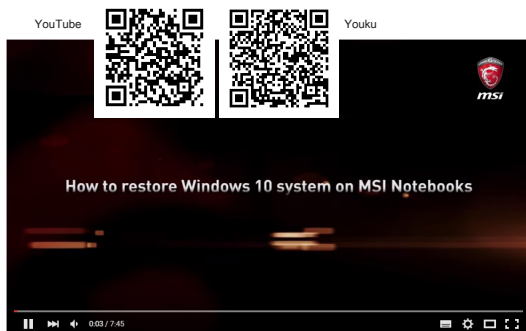 YouTube
Youku
msi
How to restore Windows 10 system on MSI Notebooks
0:03 / 7:45